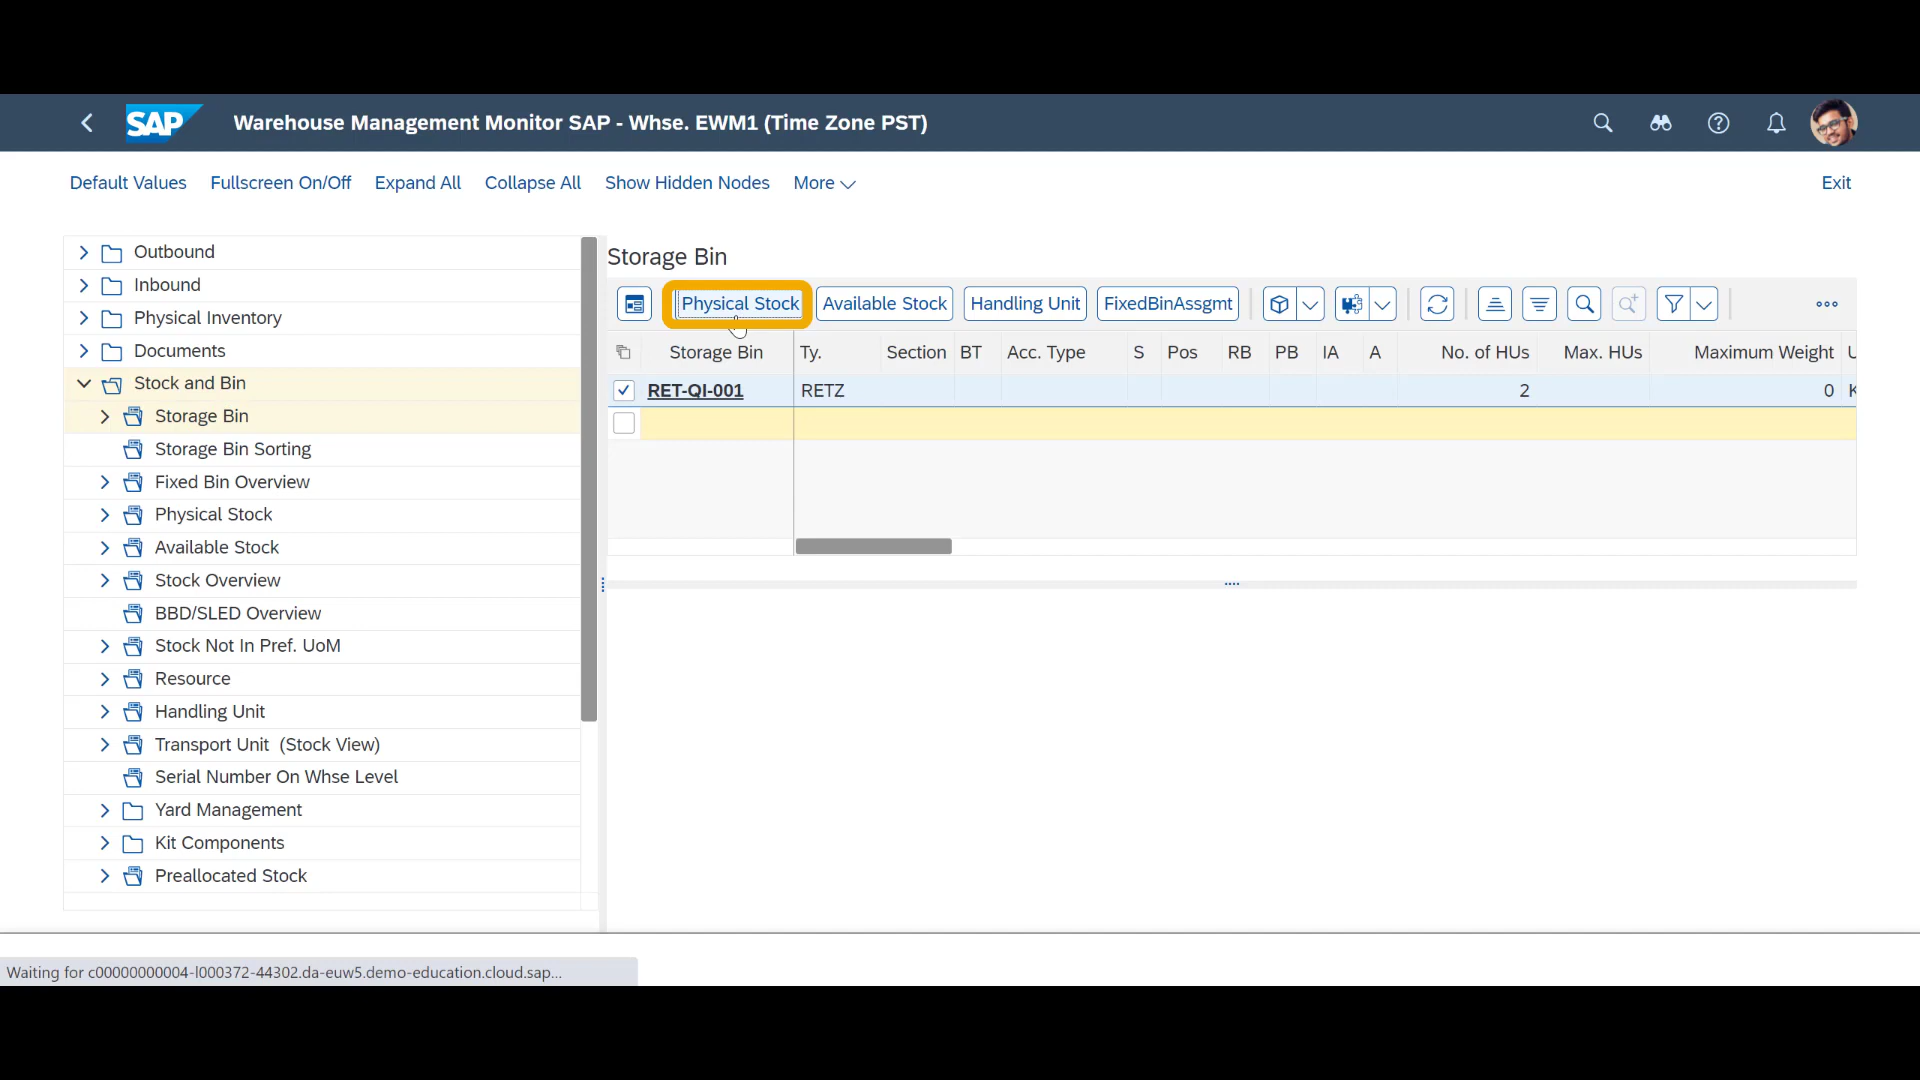 SAP
Warehouse Management Monitor SAP - Whse. EWM1 (Time Zone PST)
Default Values Fullscreen On/Off Expand All Collapse All Show Hidden Nodes More Exit
Outbound
Inbound
Physical Inventory
Documents
Stock and Bin
Storage Bin
Storage Bin Sorting
Fixed Bin Overview
Physical Stock
Available Stock
Stock Overview
BBD/SLED Overview
Stock Not In Pref. UoM
Resource
Handling Unit
Transport Unit (Stock View)
Serial Number On Whse Level
Yard Management
Kit Components
Preallocated Stock
Storage Bin
Physical Stock Available Stock Handling Unit FixedBinAssgmt
Storage Bin Ty. Section BT Acc. Type S Pos RB PB IA A No. of HUs Max. HUs Maximum Weight U
RET-QI-001 RETZ 2 0 K
Waiting for c00000000004-l000372-44302.da-euw5.demo-education.cloud.sap...